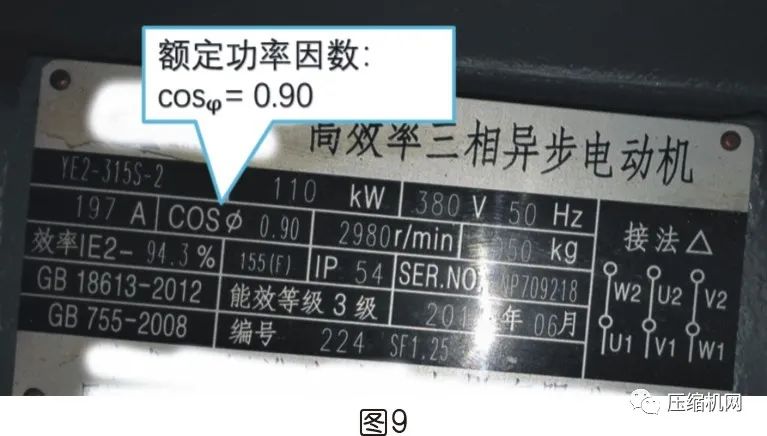 额定功率因数：
cosφ= 0.90
高效率三相异步电动机
YE2-315S-2 110 kW 380 V 50 Hz
197 A COSφ 0.90 2980r/min kg
接法△
效率IE2- 94.3 % 155(F) IP 54 SER.NO. NP709218
W2 U2 V2
GB 18613-2012 能效等级 3 级 年 06月
U1 V1 W1
GB 755-2008 编号 224 SF1.25
图9
压缩机网